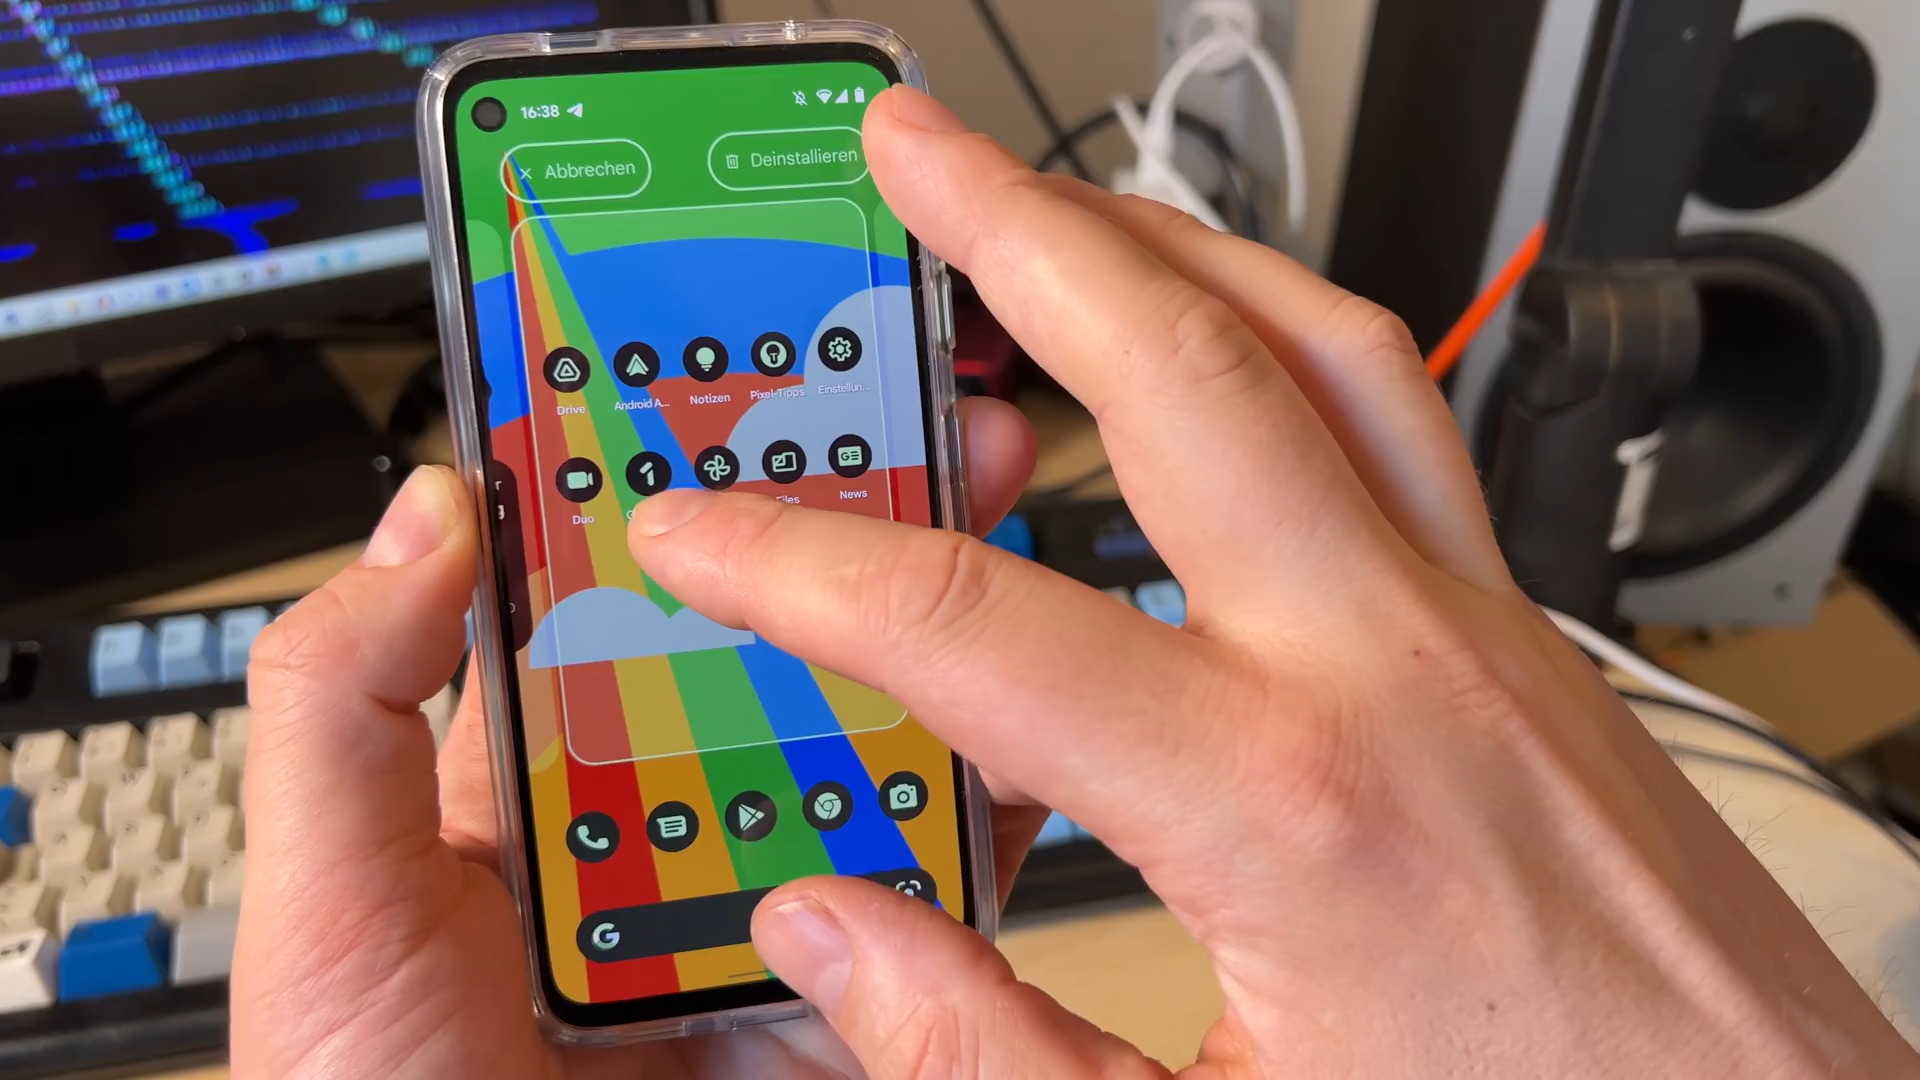 16:38
Abbrechen
Deinstallieren
Drive
Android A...
Notizen
Pixel-Tipps
Einstellun...
Duo
News